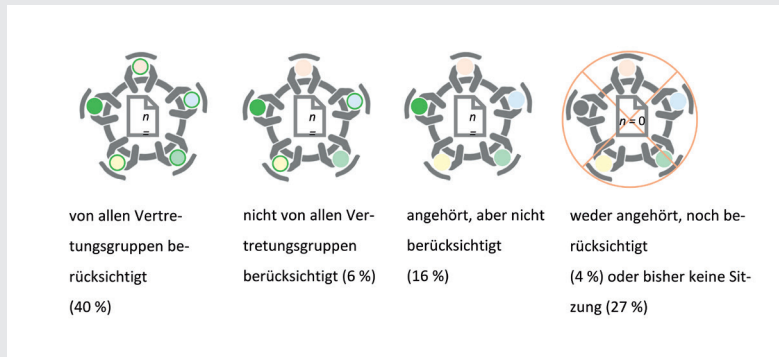 n
=
n
=
n
=
n = 0
von allen Vertre-
tungsgruppen be-
rücksichtigt
(40 %)
nicht von allen Ver-
tretungsgruppen
berücksichtigt (6 %)
angehört, aber nicht
berücksichtigt
(16 %)
weder angehört, noch be-
rücksichtigt
(4 %) oder bisher keine Sit-
zung (27 %)